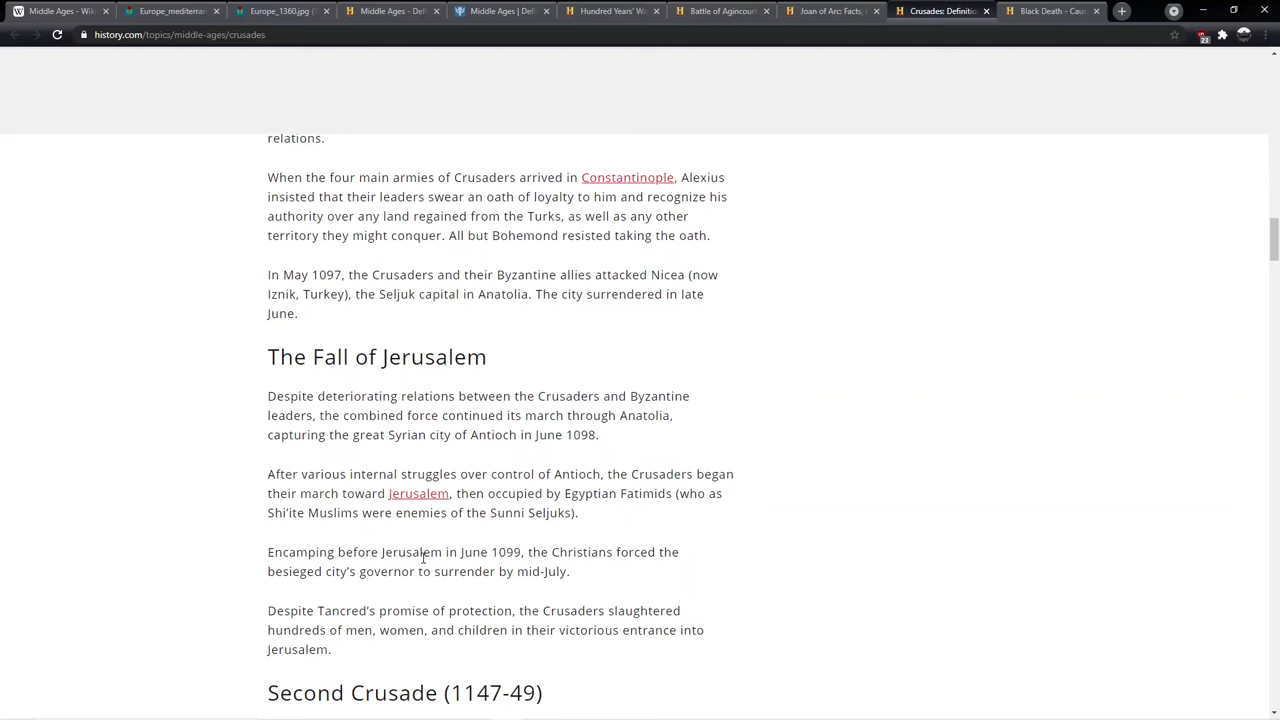 Middle Ages - Wik
Europe_mediterran
Europe_1360.jpg (
Middle Ages - Defi
Middle Ages | Defi
Hundred Years' Wa
Battle of Agincourt
Joan of Arc: Facts,
Crusades: Definitio
Black Death - Cau
history.com/topics/middle-ages/crusades
23
relations.
When the four main armies of Crusaders arrived in Constantinople, Alexius
insisted that their leaders swear an oath of loyalty to him and recognize his
authority over any land regained from the Turks, as well as any other
territory they might conquer. All but Bohemond resisted taking the oath.
In May 1097, the Crusaders and their Byzantine allies attacked Nicea (now
Iznik, Turkey), the Seljuk capital in Anatolia. The city surrendered in late
June.
The Fall of Jerusalem
Despite deteriorating relations between the Crusaders and Byzantine
leaders, the combined force continued its march through Anatolia,
capturing the great Syrian city of Antioch in June 1098.
After various internal struggles over control of Antioch, the Crusaders began
their march toward Jerusalem, then occupied by Egyptian Fatimids (who as
Shi'ite Muslims were enemies of the Sunni Seljuks).
Encamping before Jerusalem in June 1099, the Christians forced the
besieged city's governor to surrender by mid-July.
Despite Tancred's promise of protection, the Crusaders slaughtered
hundreds of men, women, and children in their victorious entrance into
Jerusalem.
Second Crusade (1147-49)